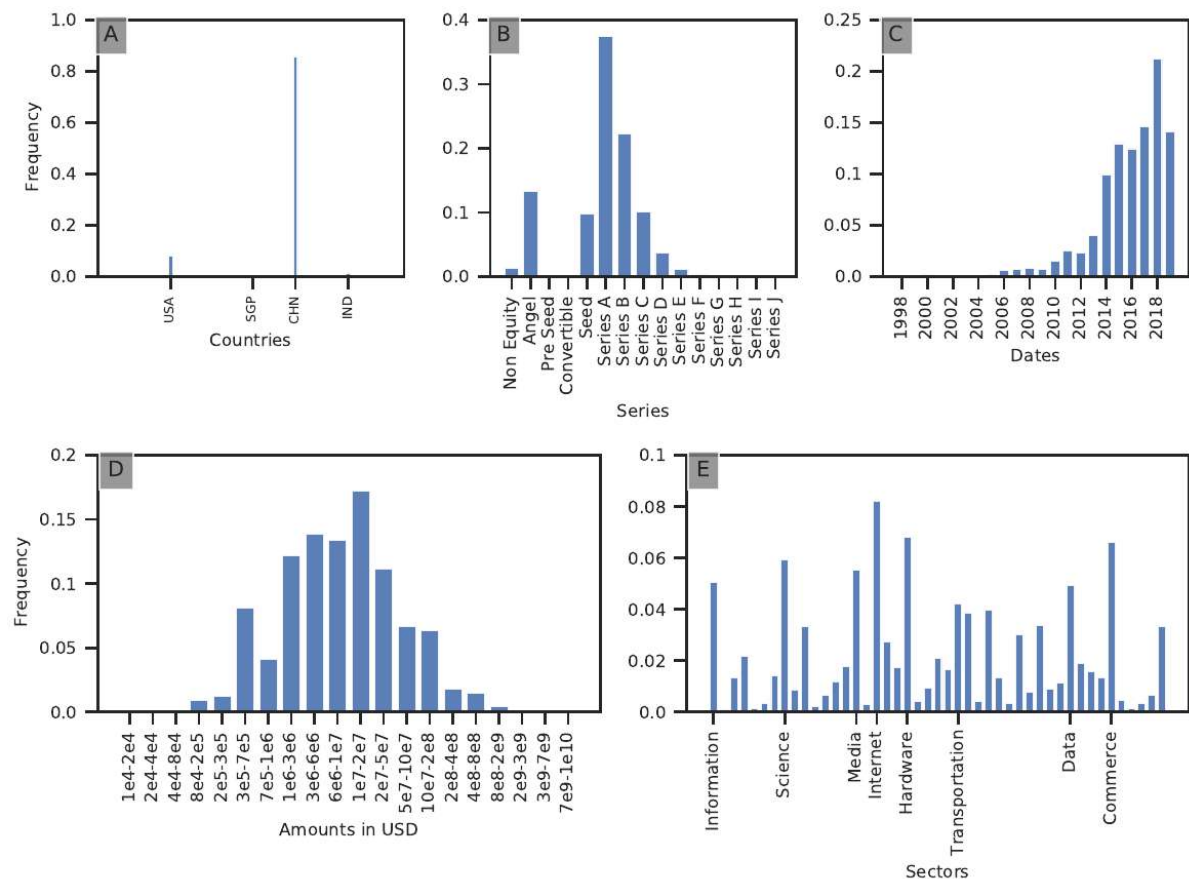 A
Frequency
1.0
0.8
0.6
0.4
0.2
0.0
USA
SGP
CHN
IND
Countries
B
0.4
0.3
0.2
0.1
0.0
Non Equity
Angel
Pre Seed
Convertible
Seed
Series A
Series B
Series C
Series D
Series E
Series F
Series G
Series H
Series I
Series J
Series
C
0.25
0.2
0.15
0.1
0.05
0.0
1998
2000
2002
2004
2006
2008
2010
2012
2014
2016
2018
Dates
D
Frequency
0.2
0.15
0.1
0.05
0.0
1e4-2e4
2e4-4e4
4e4-8e4
8e4-2e5
2e5-3e5
3e5-7e5
7e5-1e6
1e6-3e6
3e6-6e6
6e6-1e7
1e7-2e7
2e7-5e7
5e7-10e7
10e7-2e8
2e8-4e8
4e8-8e8
8e8-2e9
2e9-3e9
3e9-7e9
7e9-1e10
Amounts in USD
E
0.1
0.08
0.06
0.04
0.02
0.0
Information
Science
Media
Internet
Hardware
Transportation
Data
Commerce
Sectors